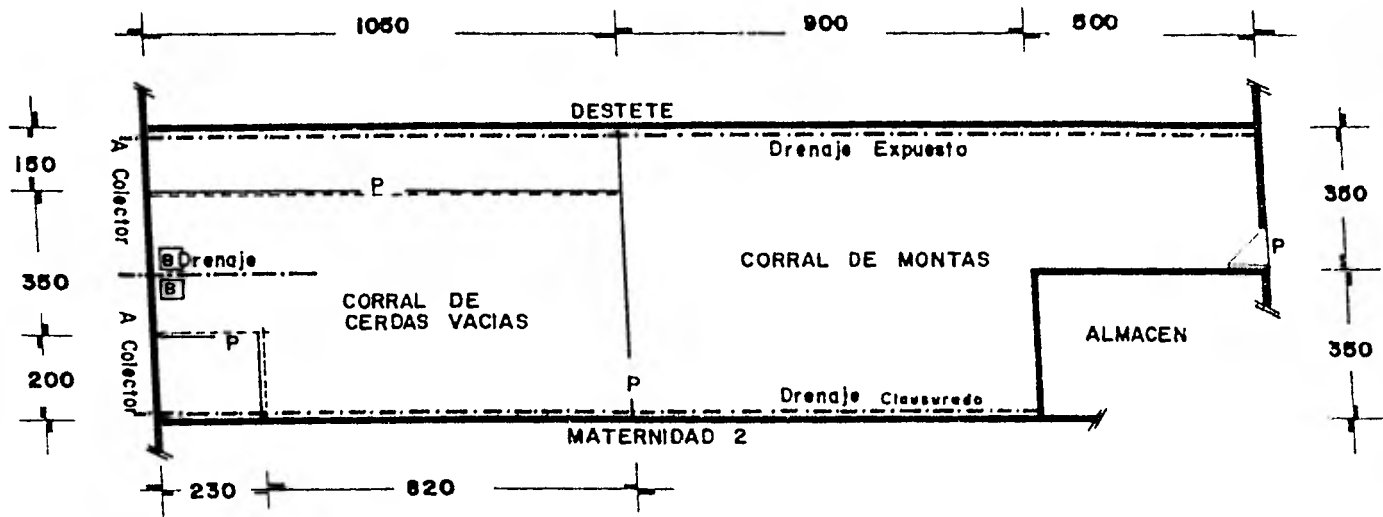 1050 900 500
DESTETE
Drenaje Expuesto
150
A Colector
P
350
350
B Drenaje
CORRAL DE MONTAS
P
B
CORRAL DE
CERDAS VACIAS
A Colector
P
ALMACEN
200
350
P
Drenaje Clausurado
MATERNIDAD 2
230 820